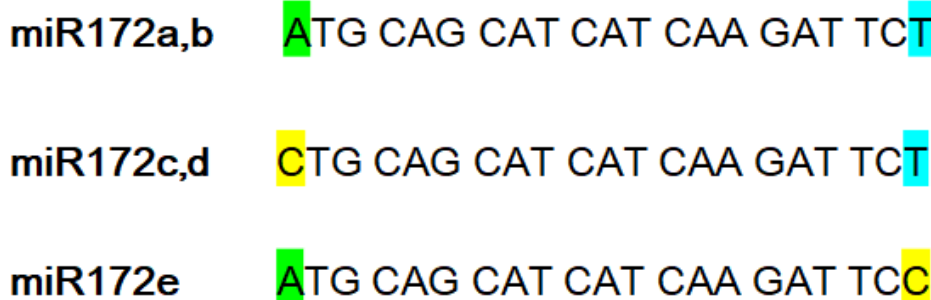 miR172a,b ATG CAG CAT CAT CAA GAT TCT
miR172c,d CTG CAG CAT CAT CAA GAT TCT
miR172e ATG CAG CAT CAT CAA GAT TCC